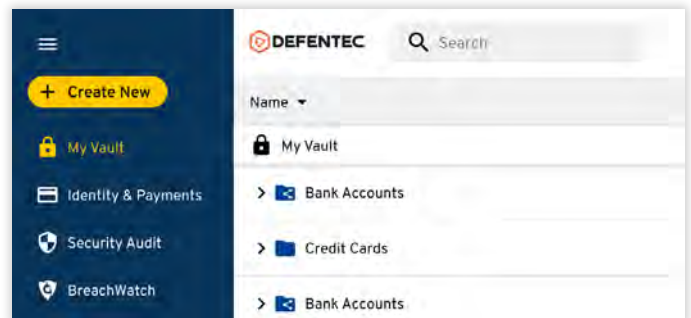 DEFENTEC
Search
+ Create New
Name
My Vault
My Vault
Identity & Payments
Bank Accounts
Security Audit
Credit Cards
BreachWatch
Bank Accounts